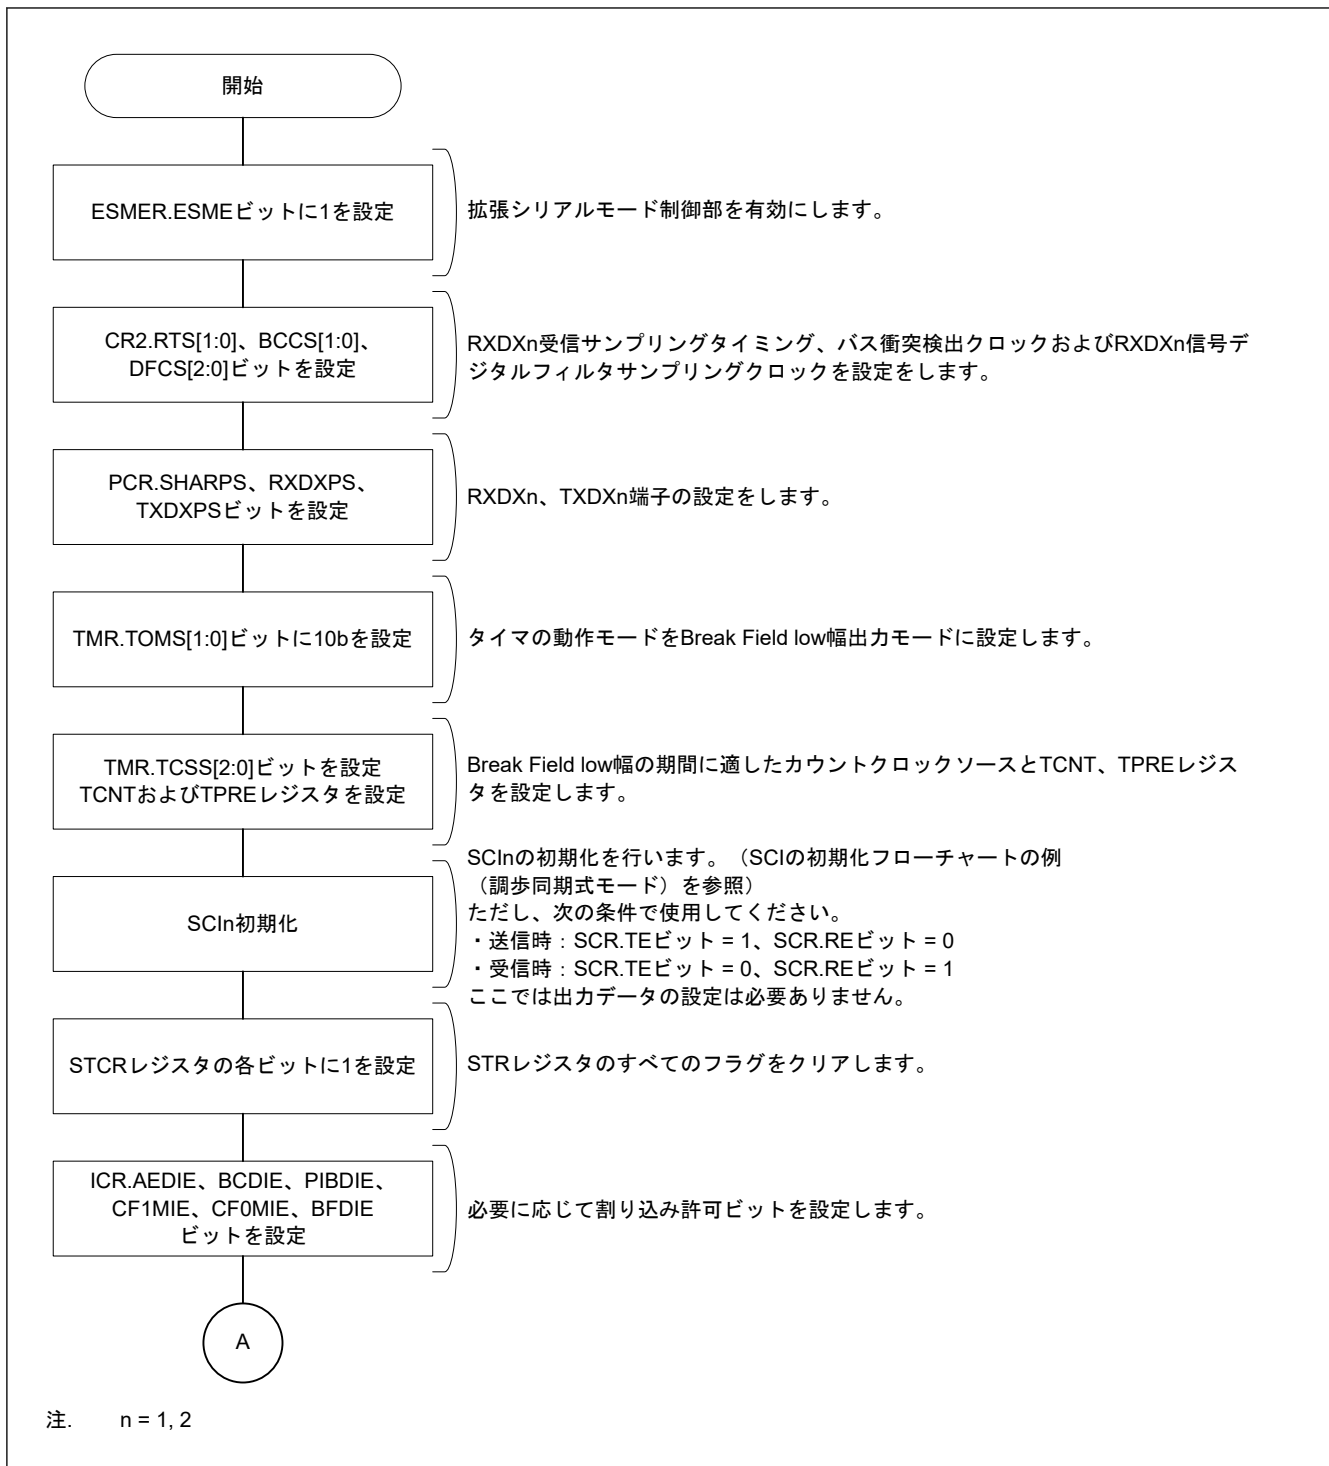 開始
ESMER.ESMEビットに1を設定
拡張シリアルモード制御部を有効にします。
CR2.RTS[1:0]、BCCS[1:0]、
DFCS[2:0]ビットを設定
RXDXn受信サンプリングタイミング、バス衝突検出クロックおよびRXDXn信号デ
ジタルフィルタサンプリングクロックを設定をします。
PCR.SHARPS、RXDXPS、
TXDXPSビットを設定
RXDXn、TXDXn端子の設定をします。
TMR.TOMS[1:0]ビットに10bを設定
タイマの動作モードをBreak Field low幅出力モードに設定します。
TMR.TCSS[2:0]ビットを設定
TCNTおよびTPREレジスタを設定
Break Field low幅の期間に適したカウントクロックソースとTCNT、TPREレジス
タを設定します。
SCIn初期化
SCInの初期化を行います。（SCIの初期化フローチャートの例
（調歩同期式モード）を参照）
ただし、次の条件で使用してください。
・送信時：SCR.TEビット = 1、SCR.REビット = 0
・受信時：SCR.TEビット = 0、SCR.REビット = 1
ここでは出力データの設定は必要ありません。
STCRレジスタの各ビットに1を設定
STRレジスタのすべてのフラグをクリアします。
ICR.AEDIE、BCDIE、PIBDIE、
CF1MIE、CF0MIE、BFDIE
ビットを設定
必要に応じて割り込み許可ビットを設定します。
A
注. n = 1, 2